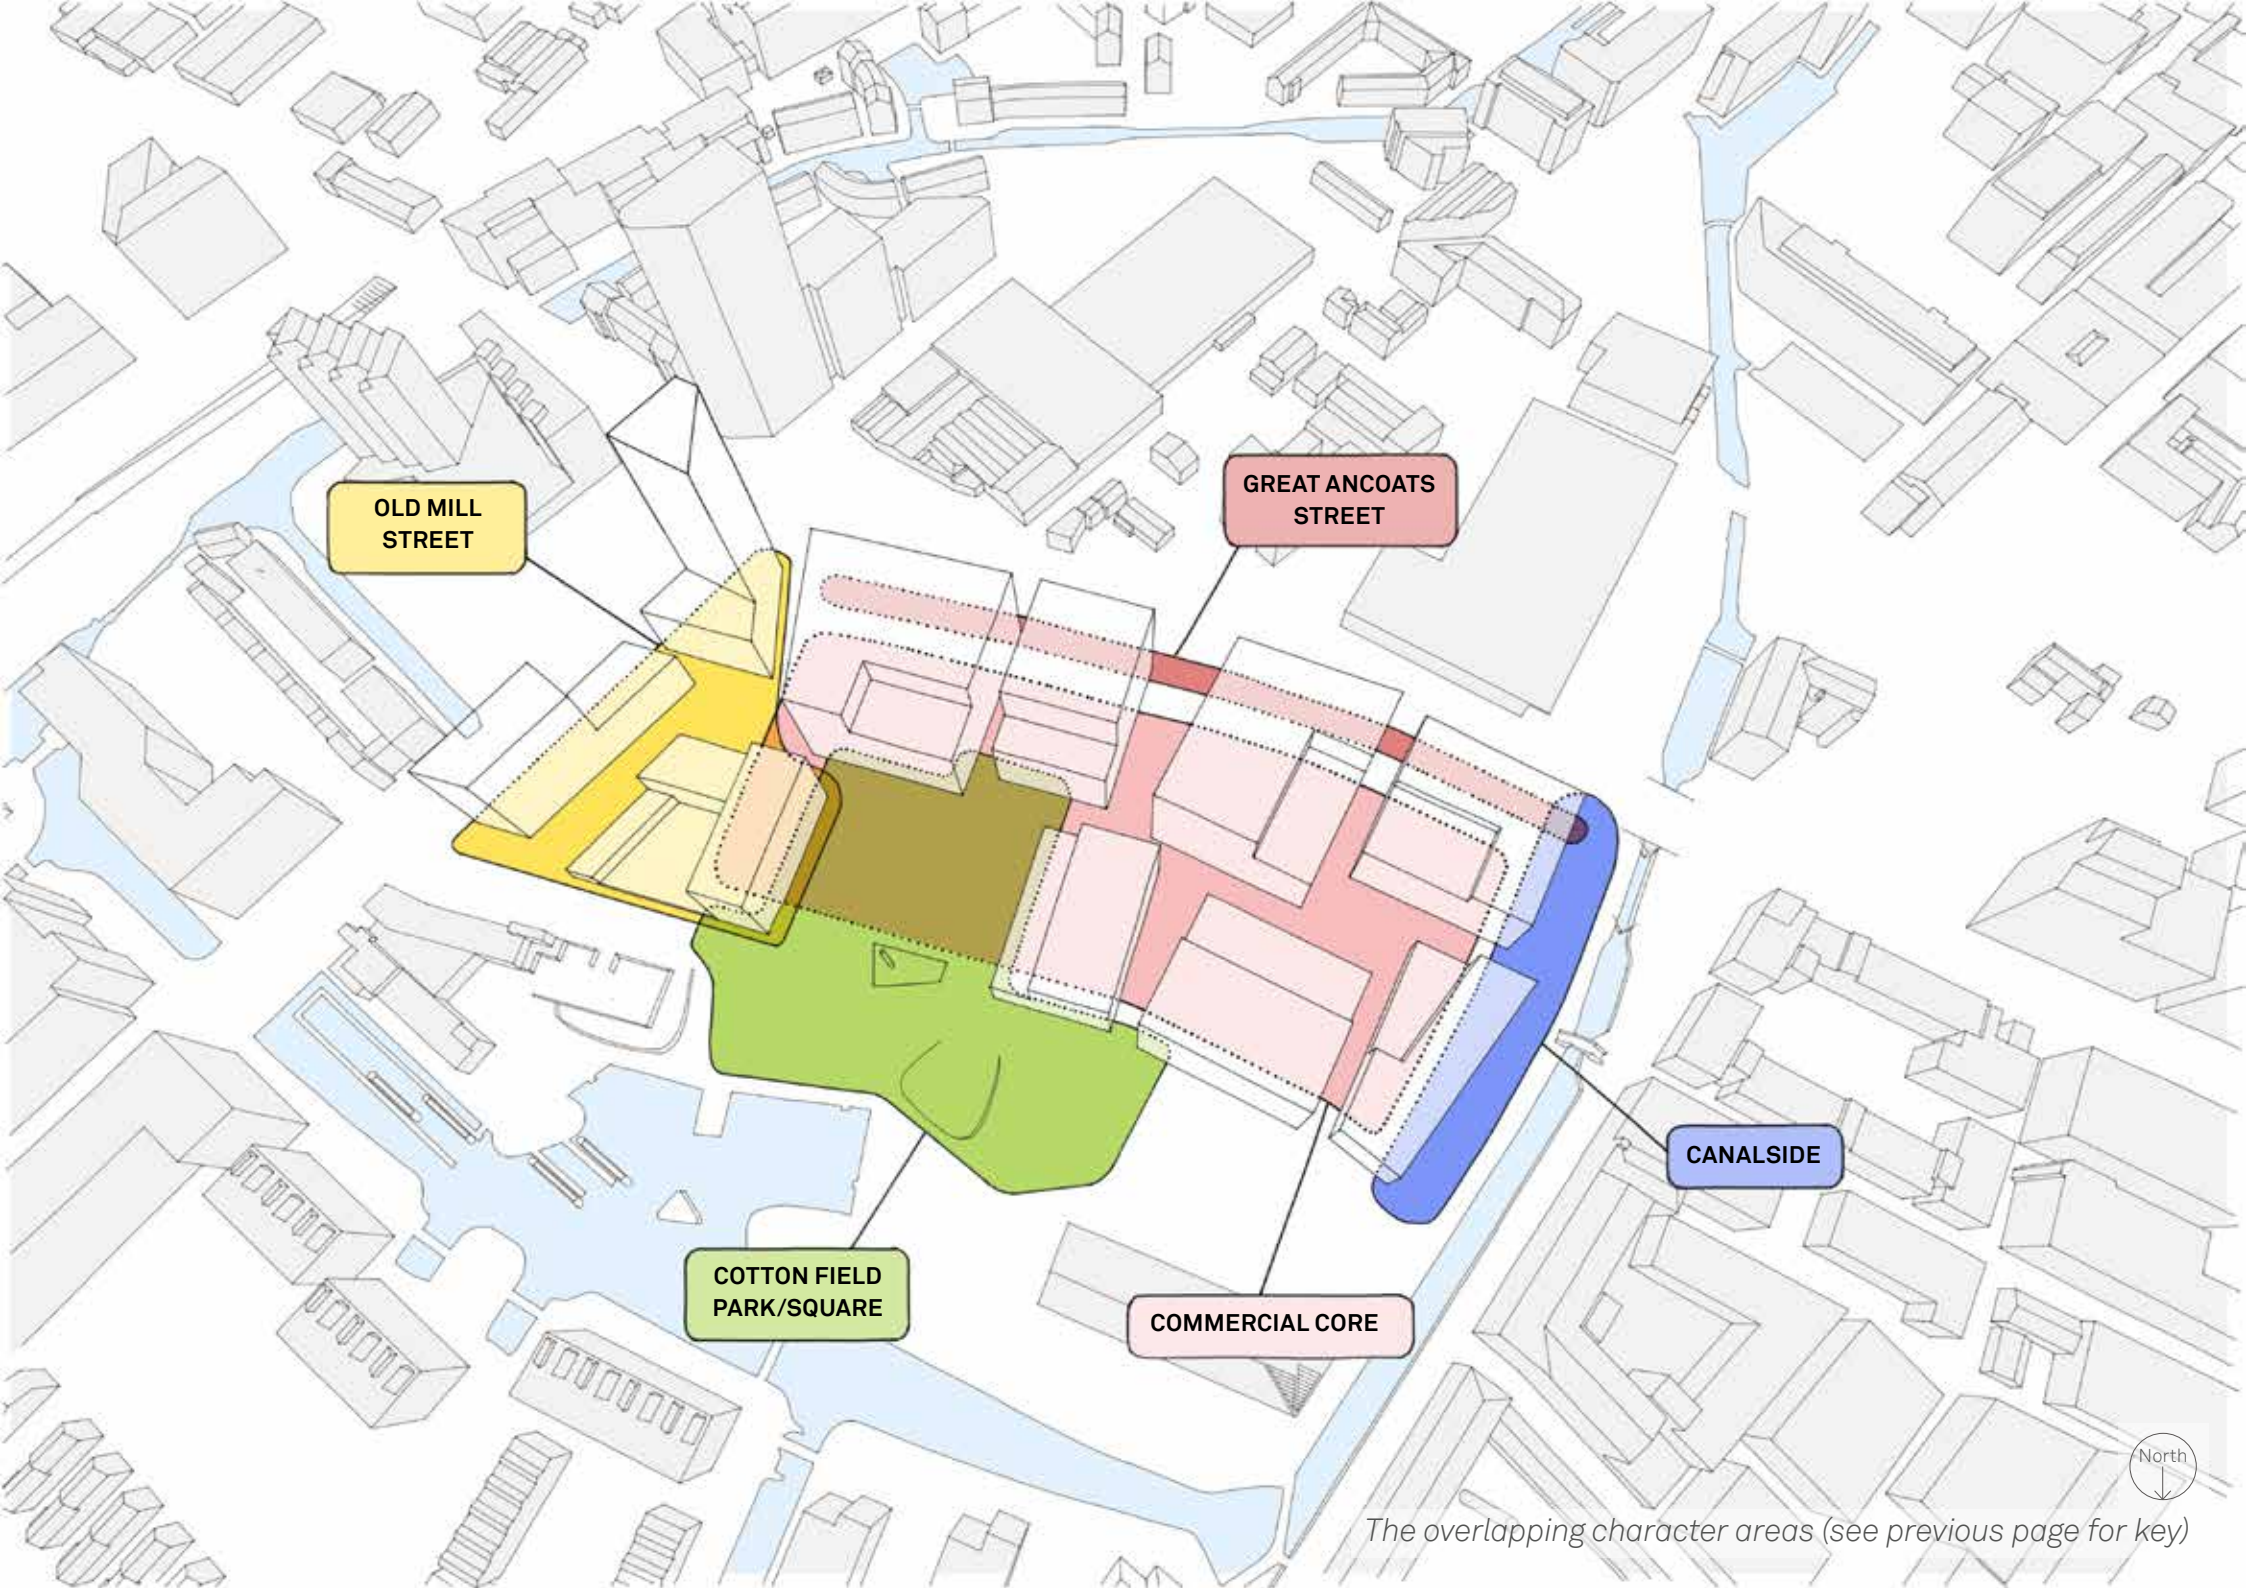 GREAT ANCOATS
STREET
OLD MILL
STREET
CANALSIDE
COTTON FIELD
PARK/SQUARE
COMMERCIAL CORE
North
The overlapping character areas (see previous page for key)